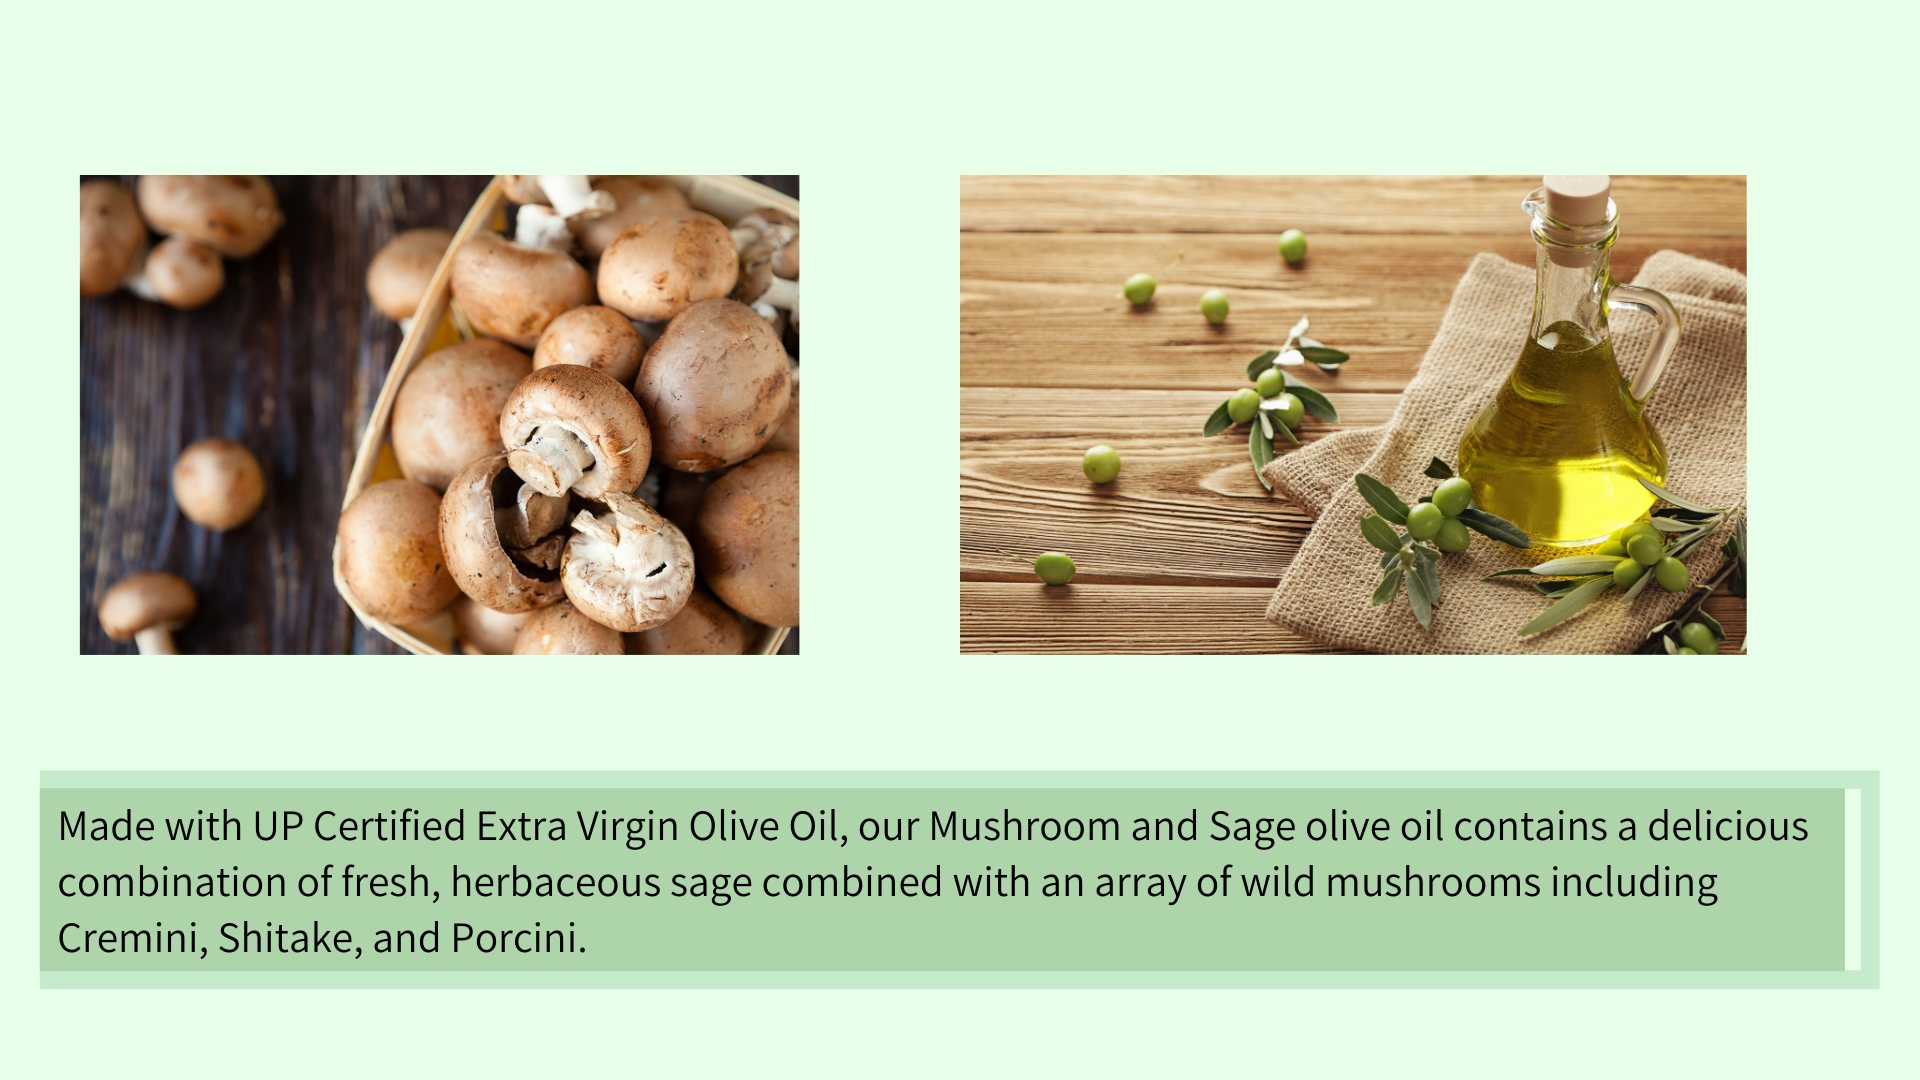 Made with UP Certified Extra Virgin Olive Oil, our Mushroom and Sage olive oil contains a delicious
combination of fresh, herbaceous sage combined with an array of wild mushrooms including
Cremini, Shitake, and Porcini.